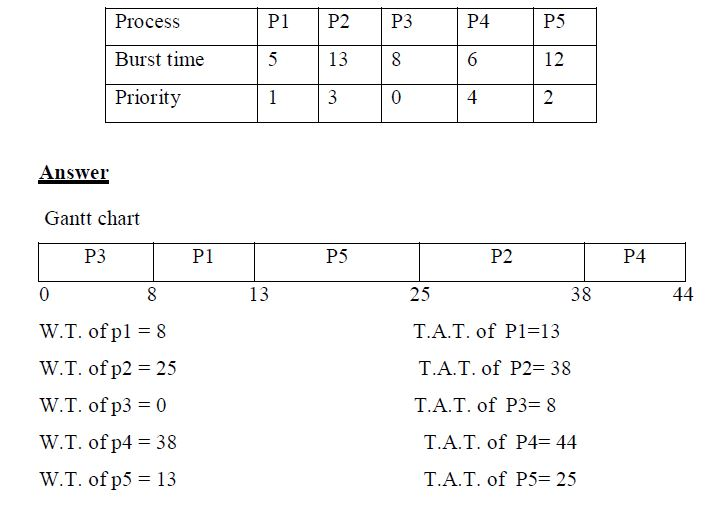 Process P1 P2 P3 P4 P5
Burst time 5 13 8 6 12
Priority 1 3 0 4 2
Answer
Gantt chart
P3 P1 P5 P2 P4
0 8 13 25 38 44
W.T. of p1 = 8 T.A.T. of P1=13
W.T. of p2 = 25 T.A.T. of P2= 38
W.T. of p3 = 0 T.A.T. of P3= 8
W.T. of p4 = 38 T.A.T. of P4= 44
W.T. of p5 = 13 T.A.T. of P5= 25